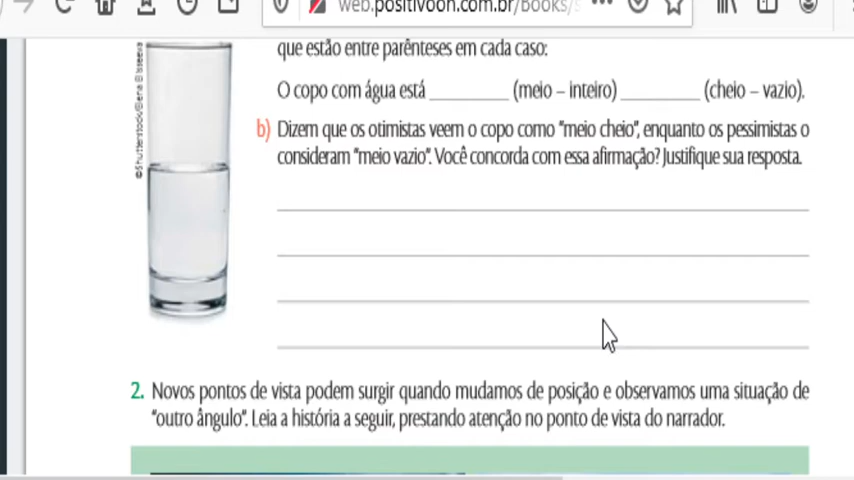 web.positivoon.com.br/Books/s
que estão entre parênteses em cada caso:
O copo com água está ________ (meio – inteiro) ________ (cheio – vazio).
b) Dizem que os otimistas veem o copo como "meio cheio", enquanto os pessimistas o
consideram "meio vazio". Você concorda com essa afirmação? Justifique sua resposta.
2. Novos pontos de vista podem surgir quando mudamos de posição e observamos uma situação de
"outro ângulo". Leia a história a seguir, prestando atenção no ponto de vista do narrador.